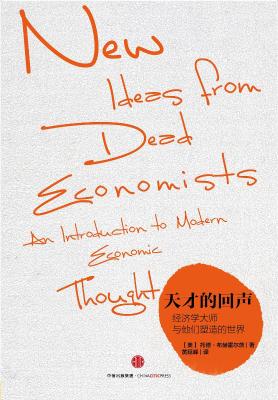 New
Ideas from
Dead
Economists
An Introduction to Modern
Economic
Thought
天才的回声
经济学大师
与他们塑造的世界
[美] 托德·布赫霍尔茨 | 著
黄延峰 | 译
中信出版集团·CHINACITICPRESS